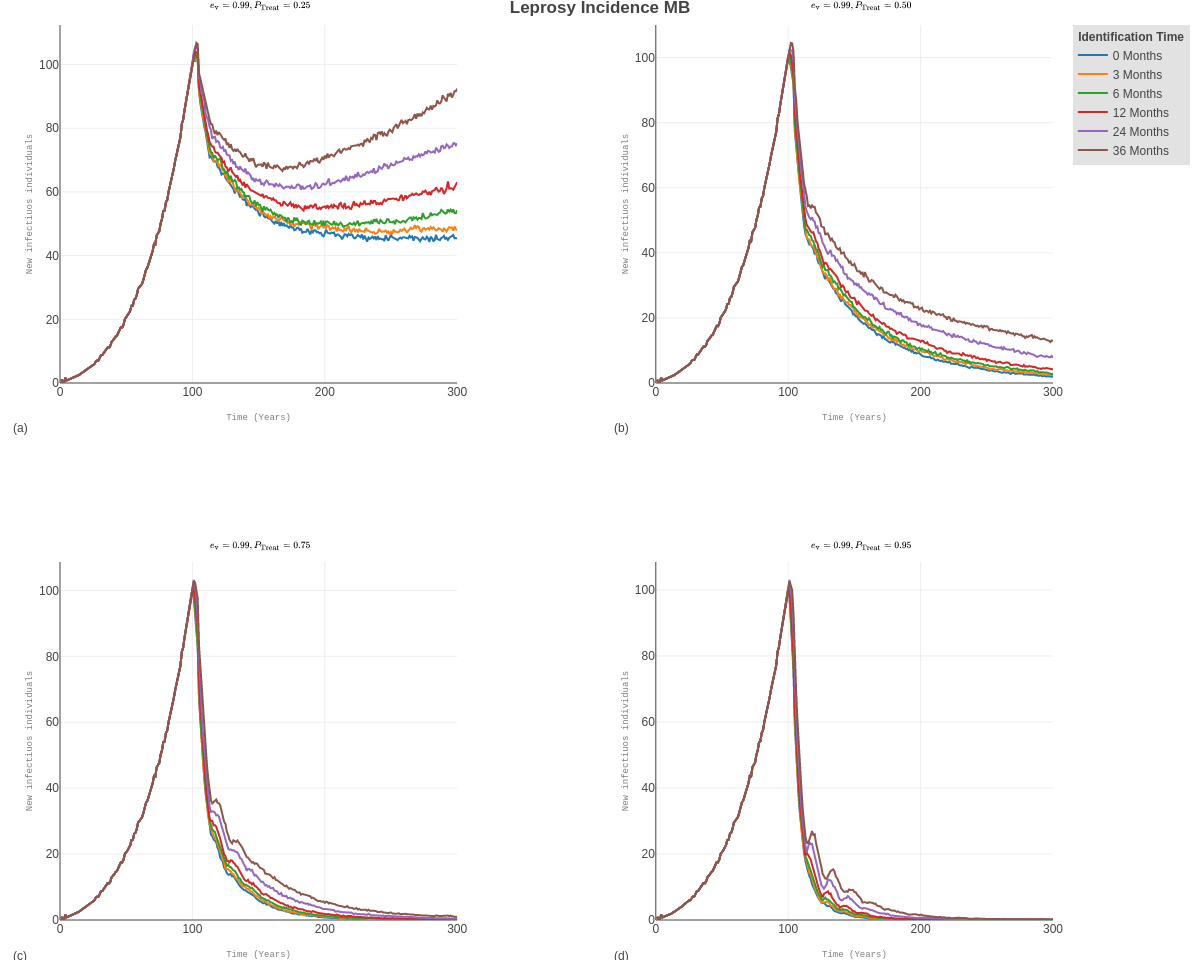 Leprosy Incidence MB
e_v = 0.99, P_Treat = 0.25
100
80
60
40
20
0
New infectiuos individuals
0 100 200 300
Time (Years)
(a)
e_v = 0.99, P_Treat = 0.50
100
80
60
40
20
0
New infectiuos individuals
0 100 200 300
Time (Years)
(b)
Identification Time
0 Months
3 Months
6 Months
12 Months
24 Months
36 Months
e_v = 0.99, P_Treat = 0.75
100
80
60
40
20
0
New infectiuos individuals
0 100 200 300
Time (Years)
(c)
e_v = 0.99, P_Treat = 0.95
100
80
60
40
20
0
New infectiuos individuals
0 100 200 300
Time (Years)
(d)